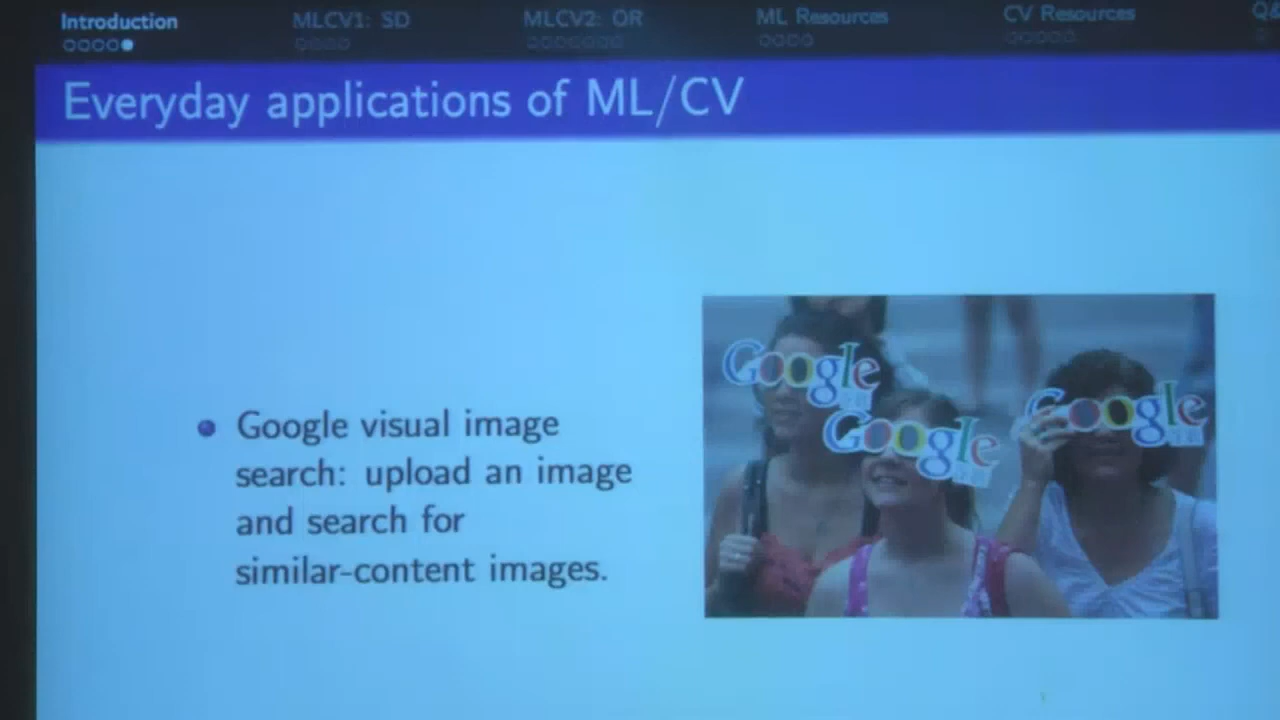 Introduction MLCV1: SD MLCV2: OR ML Resources CV Resources
Everyday applications of ML/CV
Google
Google
Google
Google visual image
search: upload an image
and search for
similar-content images.